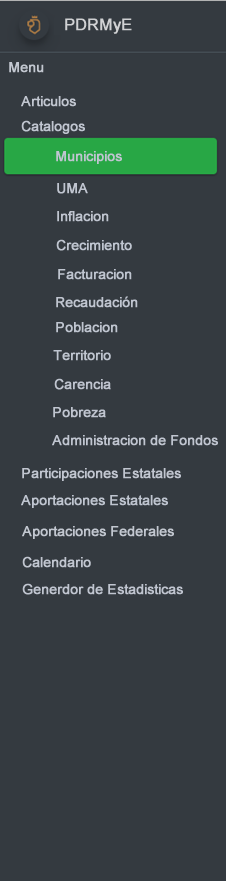 PDRMyE
Menu
Articulos
Catalogos
Municipios
UMA
Inflacion
Crecimiento
Facturacion
Recaudación
Poblacion
Territorio
Carencia
Pobreza
Administracion de Fondos
Participaciones Estatales
Aportaciones Estatales
Aportaciones Federales
Calendario
Generdor de Estadisticas